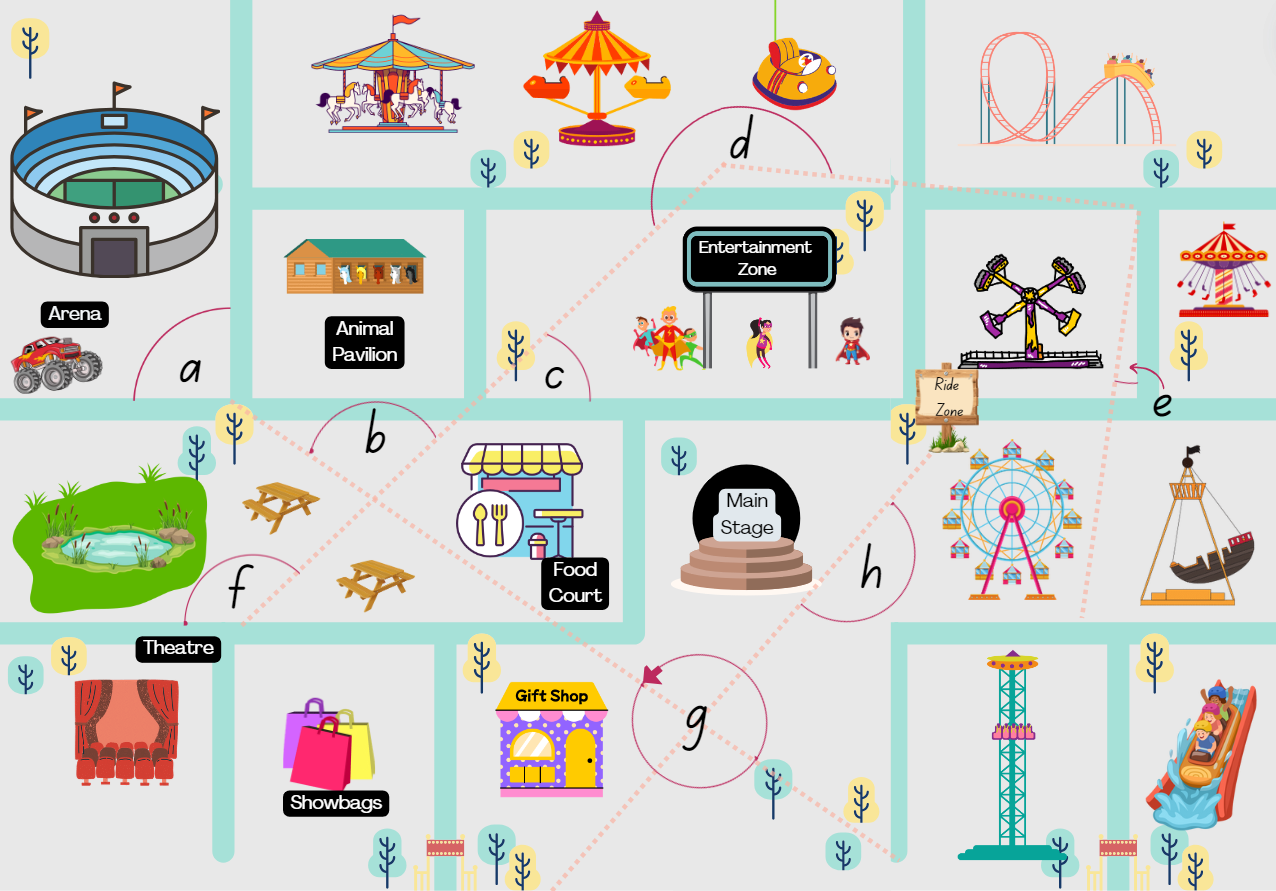 d
Entertainment
Zone
Arena
Animal
Pavilion
a
c
Ride
Zone
e
b
Main
Stage
Food
Court
f
h
Theatre
Gift Shop
g
Showbags